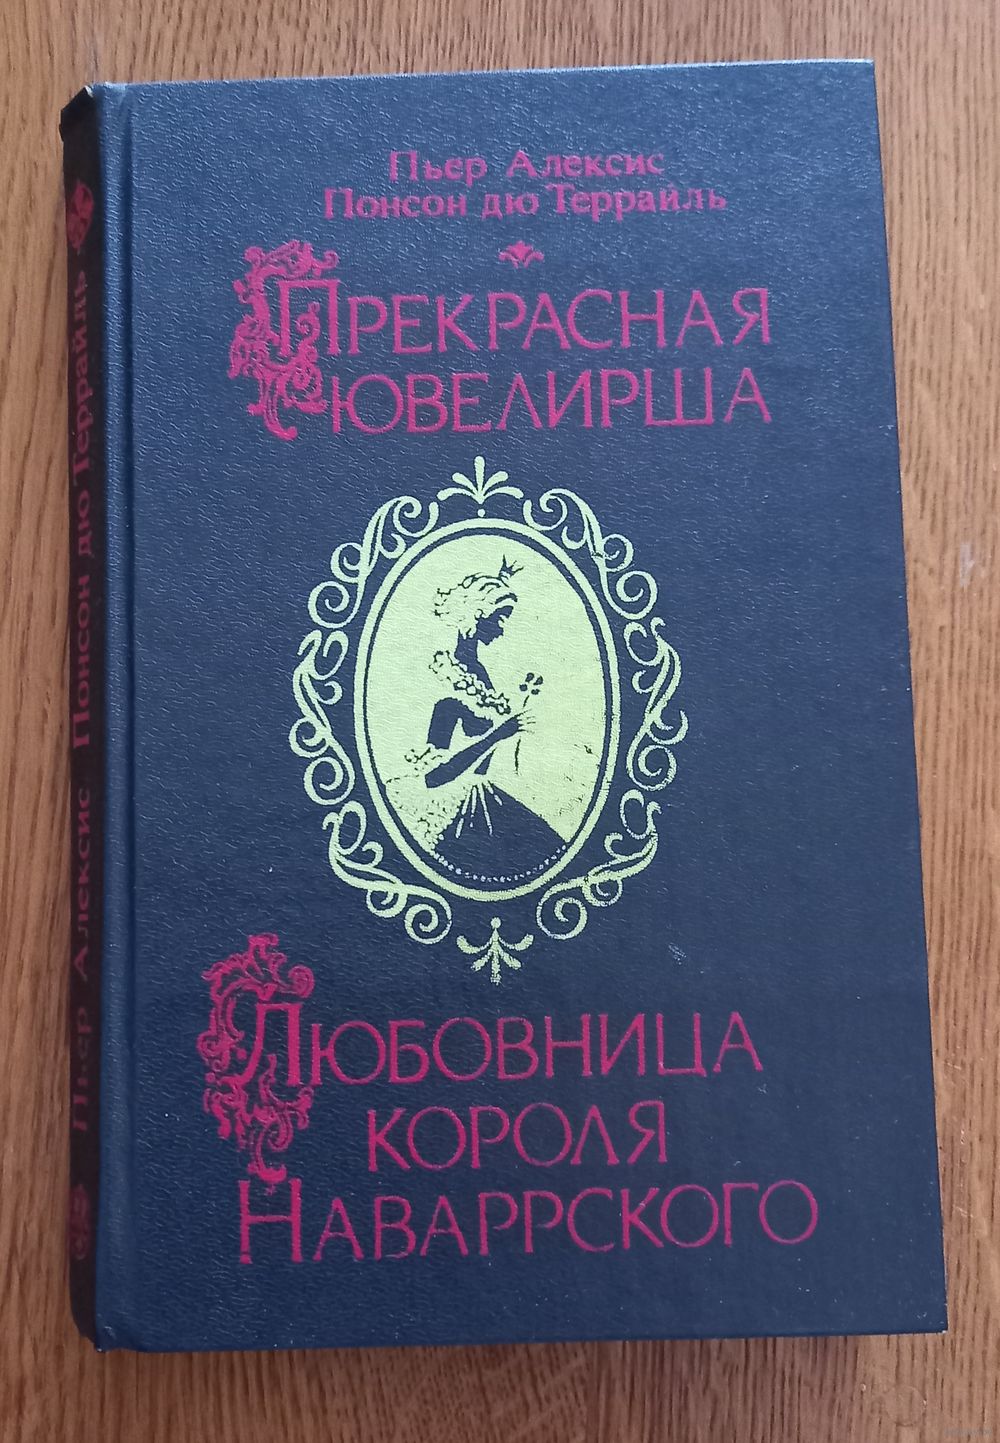 Пьер Алексис
Понсон дю Террайль
Прекрасная
ювелирша
Любовница
короля
Наваррского
Пьер Алексис Понсон дю Террайль